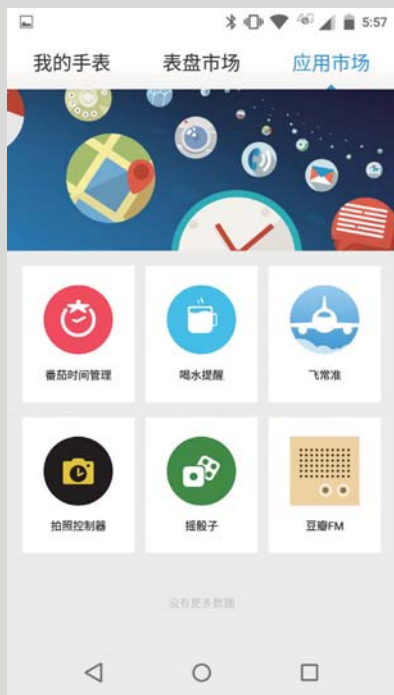 4G 5:57
我的手表 表盘市场 应用市场
番茄时间管理 喝水提醒 飞常准
拍照控制器 摇骰子 豆瓣FM
没有更多数据